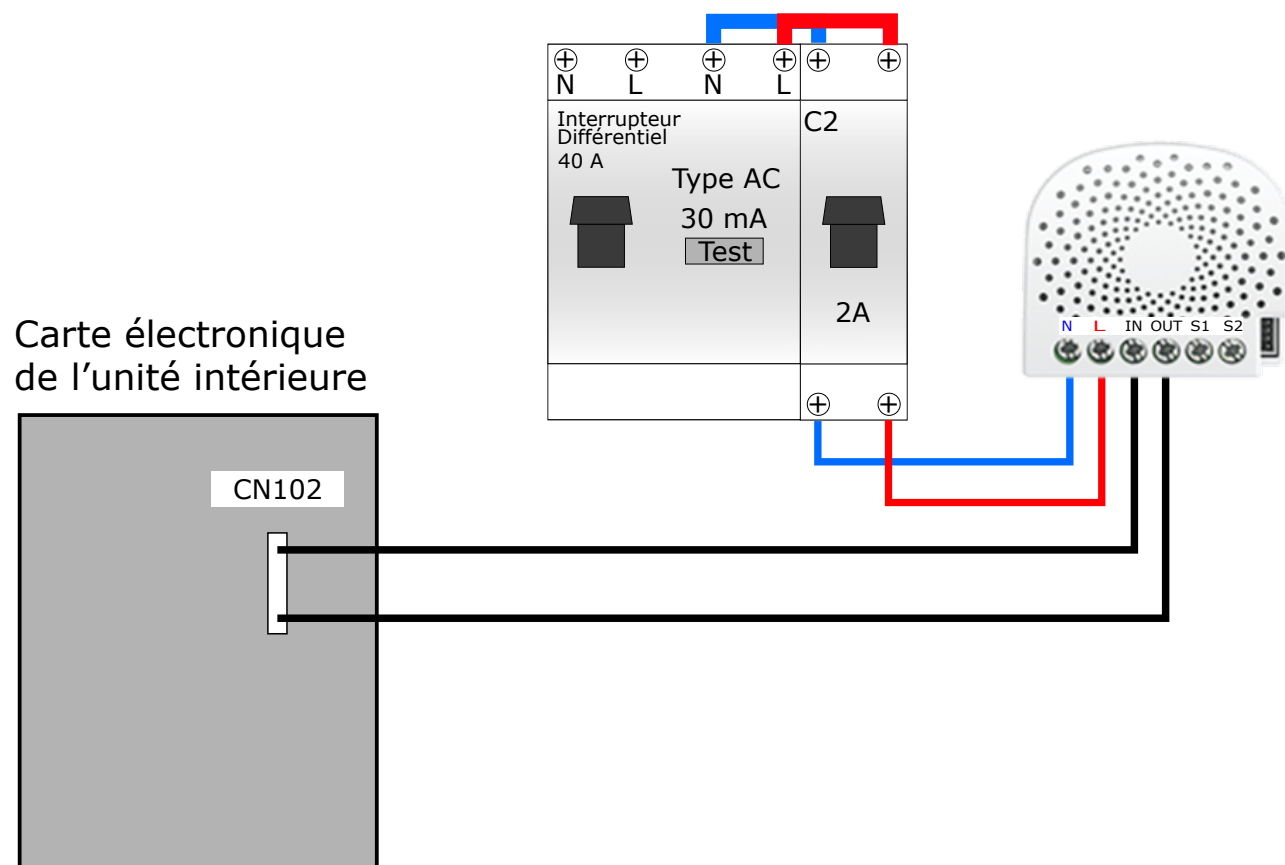 N L N L
Interrupteur
Différentiel
40 A
Type AC
30 mA
Test
C2
2A
N L IN OUT S1 S2
Carte électronique
de l’unité intérieure
CN102